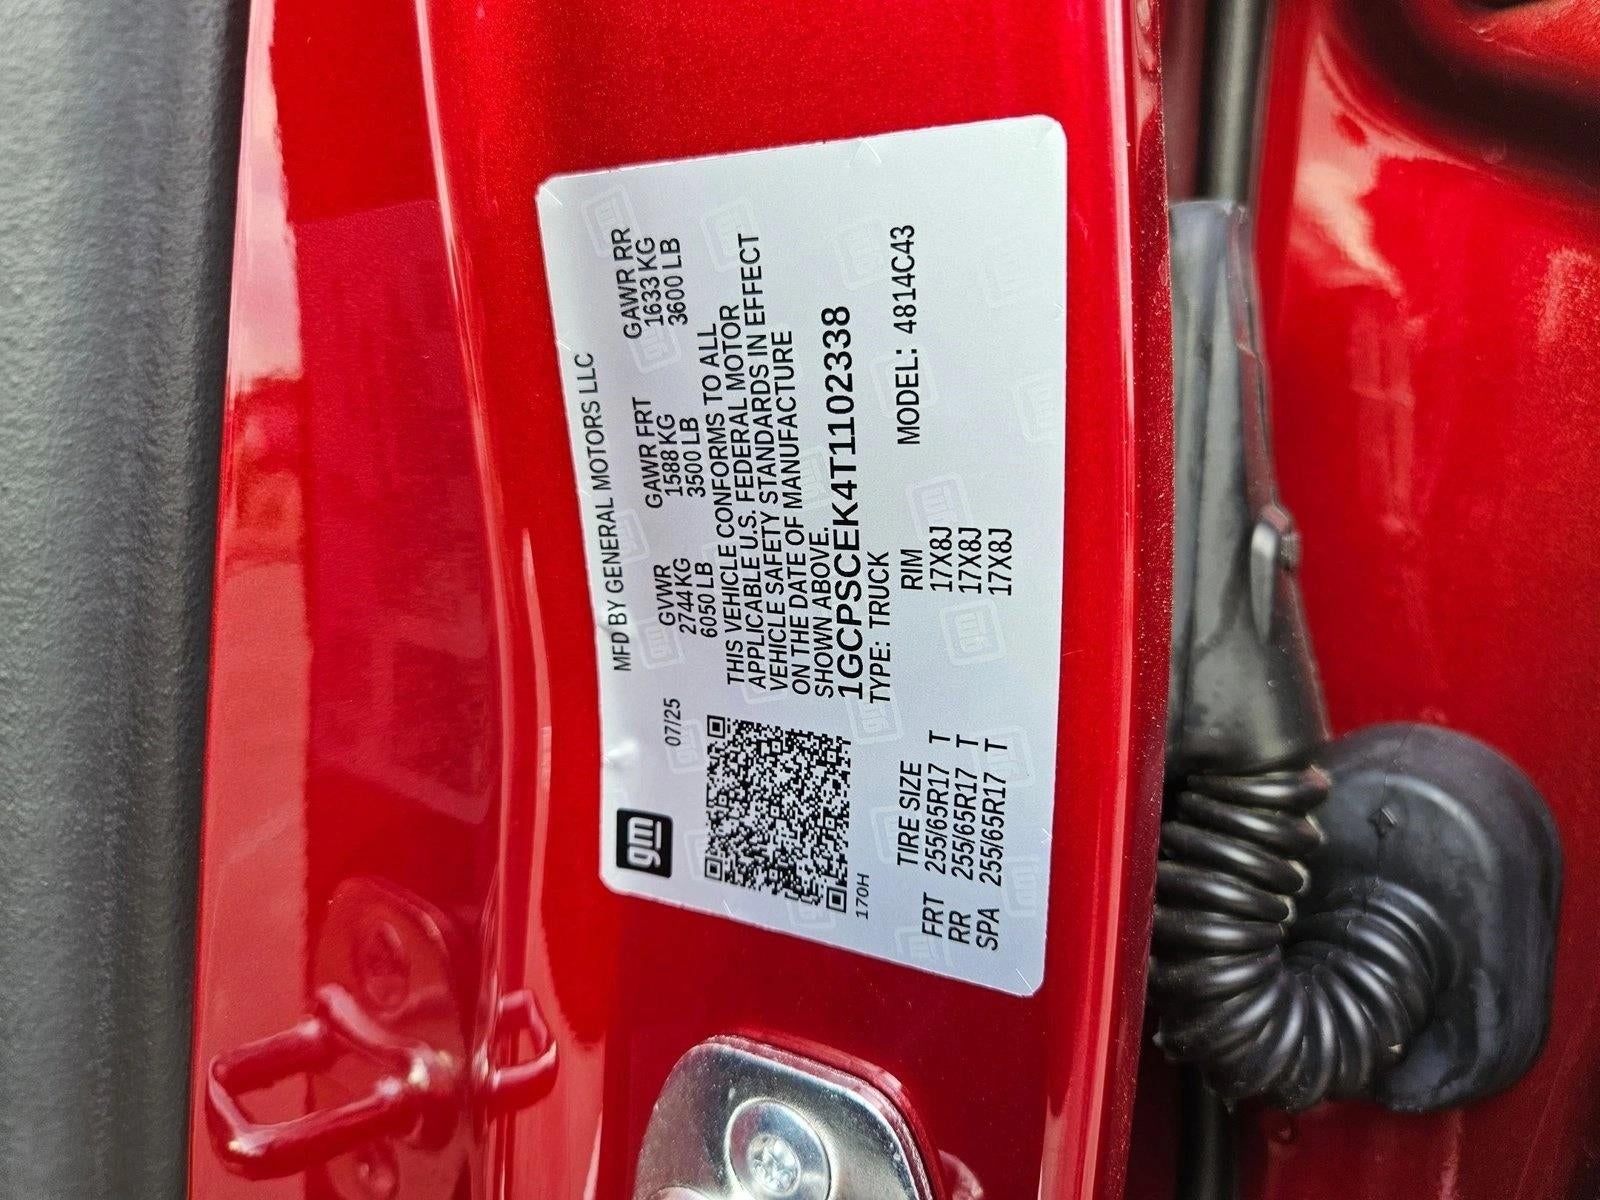 gm
MFD BY GENERAL MOTORS LLC
07/25
GVWR GAWR FRT GAWR RR
2744 KG 1588 KG 1633 KG
6050 LB 3500 LB 3600 LB
THIS VEHICLE CONFORMS TO ALL
APPLICABLE U.S. FEDERAL MOTOR
VEHICLE SAFETY STANDARDS IN EFFECT
ON THE DATE OF MANUFACTURE
SHOWN ABOVE.
1GCPSCEK4T1102338
TYPE: TRUCK MODEL: 4814C43
170H
TIRE SIZE RIM
FRT 255/65R17 T 17X8J
RR 255/65R17 T 17X8J
SPA 255/65R17 T 17X8J